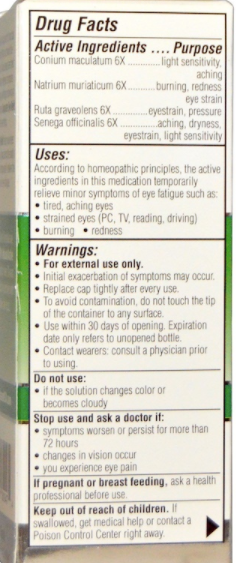 Drug Facts
Active Ingredients .... Purpose
Conium maculatum 6X ........... light sensitivity,
aching
Natrium muriaticum 6X ......... burning, redness
eye strain
Ruta graveolens 6X .......... eyestrain, pressure
Senega officinalis 6X ............ aching, dryness,
eyestrain, light sensitivity
Uses:
According to homeopathic principles, the active
ingredients in this medication temporarily
relieve minor symptoms of eye fatigue such as:
• tired, aching eyes
• strained eyes (PC, TV, reading, driving)
• burning • redness
Warnings:
• For external use only.
• Initial exacerbation of symptoms may occur.
• Replace cap tightly after every use.
• To avoid contamination, do not touch the tip
of the container to any surface.
• Use within 30 days of opening. Expiration
date only refers to unopened bottle.
• Contact wearers: consult a physician prior
to using.
Do not use:
• if the solution changes color or
becomes cloudy
Stop use and ask a doctor if:
• symptoms worsen or persist for more than
72 hours
• changes in vision occur
• you experience eye pain
If pregnant or breast feeding, ask a health
professional before use.
Keep out of reach of children. If
swallowed, get medical help or contact a
Poison Control Center right away.